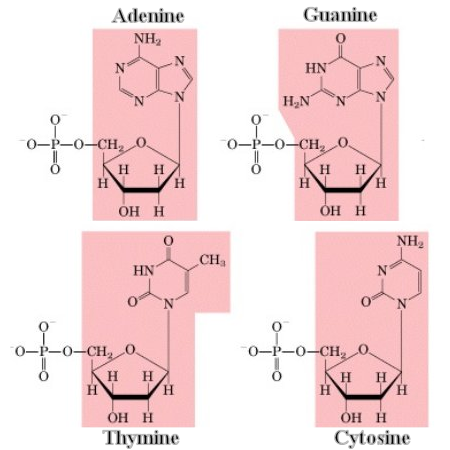 Adenine Guanine
NH₂ O
N N HN N
N N H₂N N N
O⁻ O⁻
⁻O—P—O—CH₂ O ⁻O—P—O—CH₂ O
O H H O H H
H H H H
OH H OH H
O NH₂
HN CH₃ N
O N O N
O⁻ O⁻
⁻O—P—O—CH₂ O ⁻O—P—O—CH₂ O
O H H O H H
H H H H
OH H OH H
Thymine Cytosine